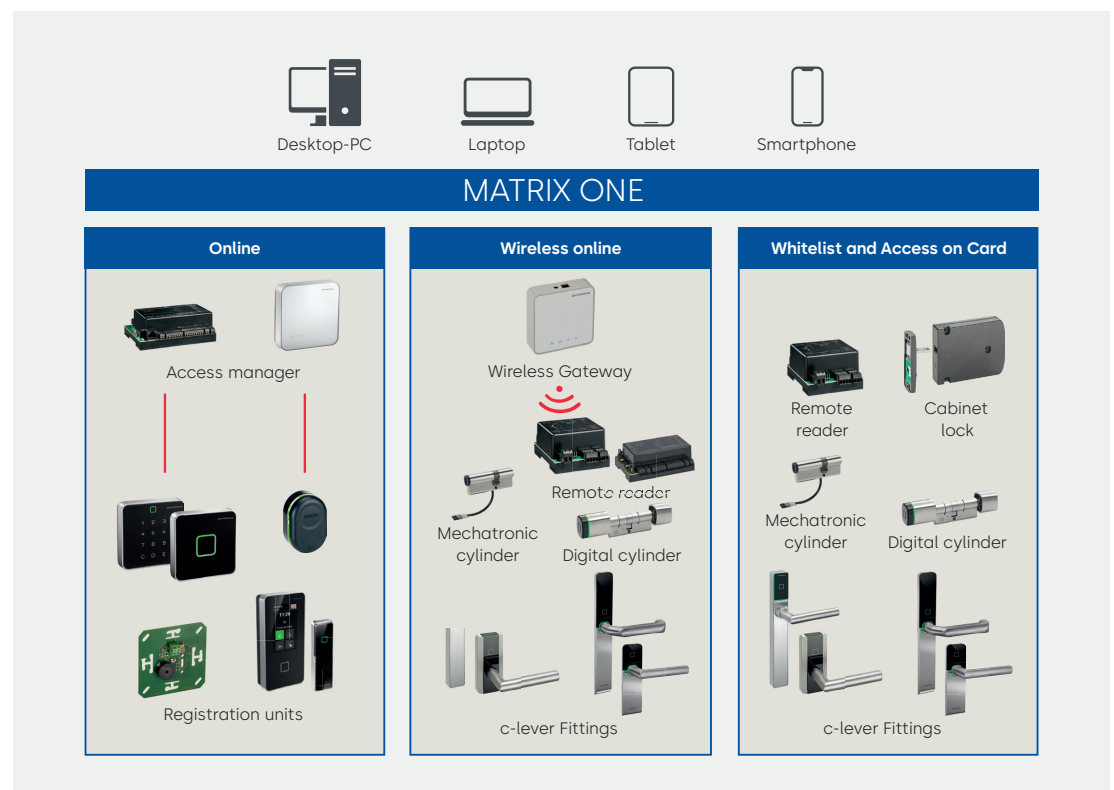 Desktop-PC
Laptop
Tablet
Smartphone
MATRIX ONE
Online
Access manager
Registration units
Wireless online
Wireless Gateway
Remote reader
Mechatronic
cylinder
Digital cylinder
c-lever Fittings
Whitelist and Access on Card
Remote
reader
Cabinet
lock
Mechatronic
cylinder
Digital cylinder
c-lever Fittings